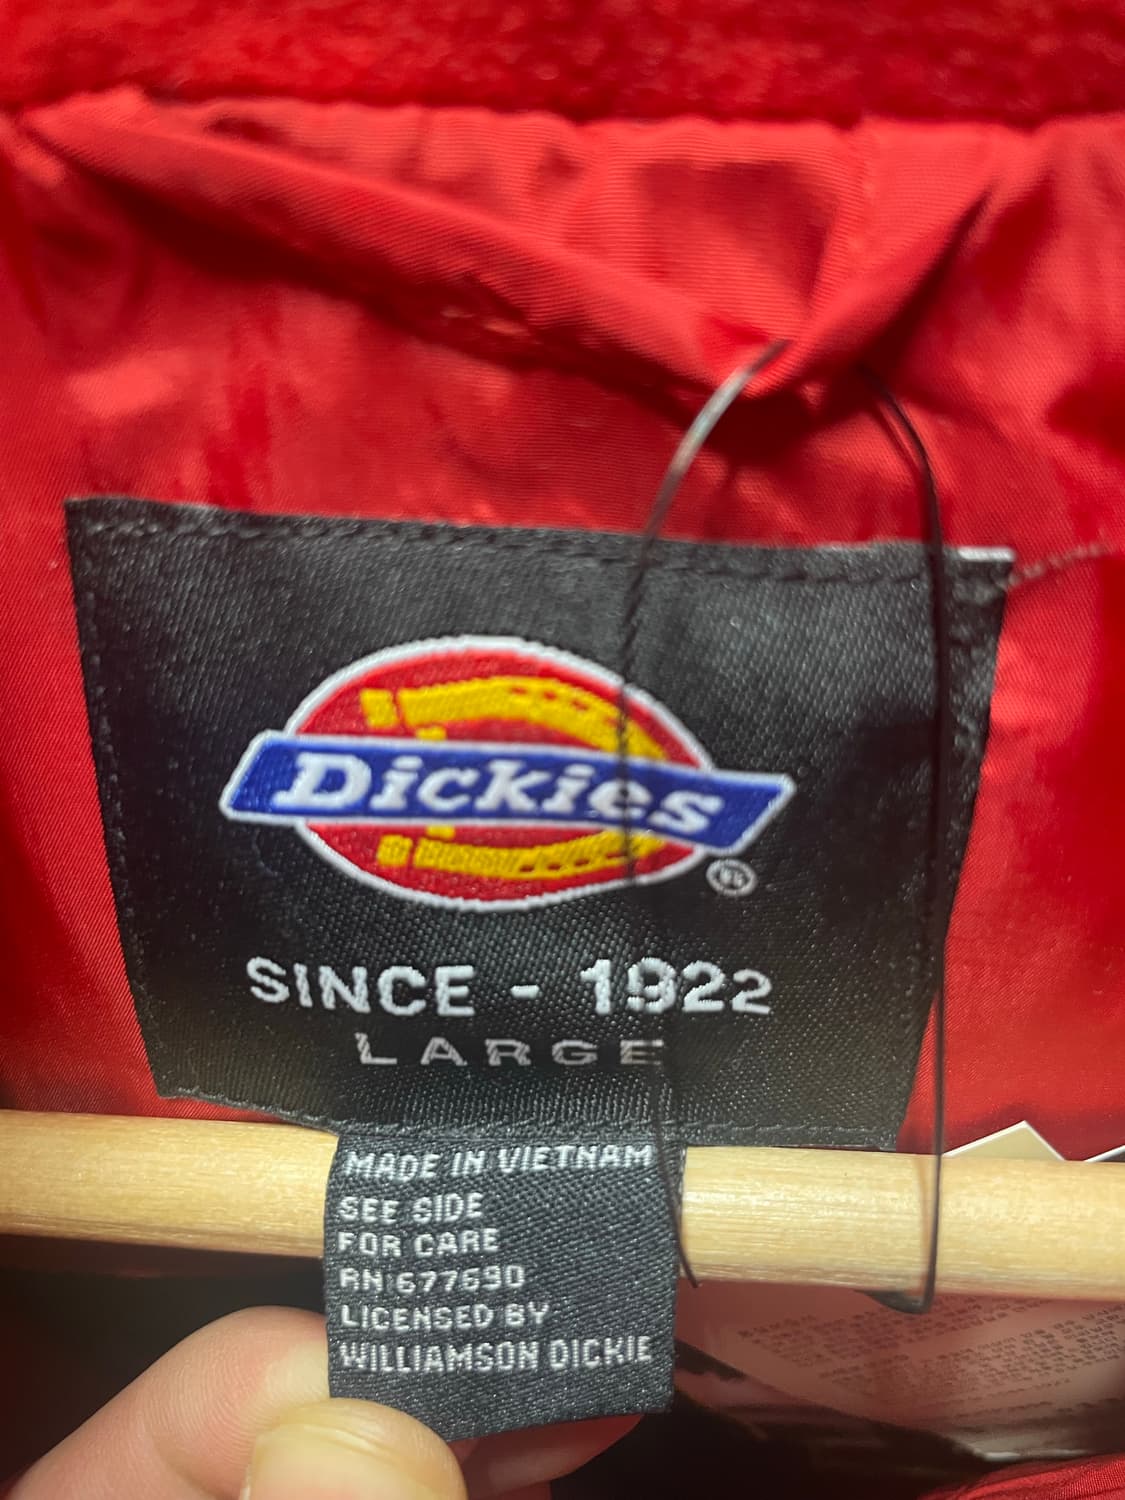 Dickies
®
SINCE - 1922
LARGE
MADE IN VIETNAM
SEE SIDE
FOR CARE
RN:677690
LICENSED BY
WILLIAMSON DICKIE